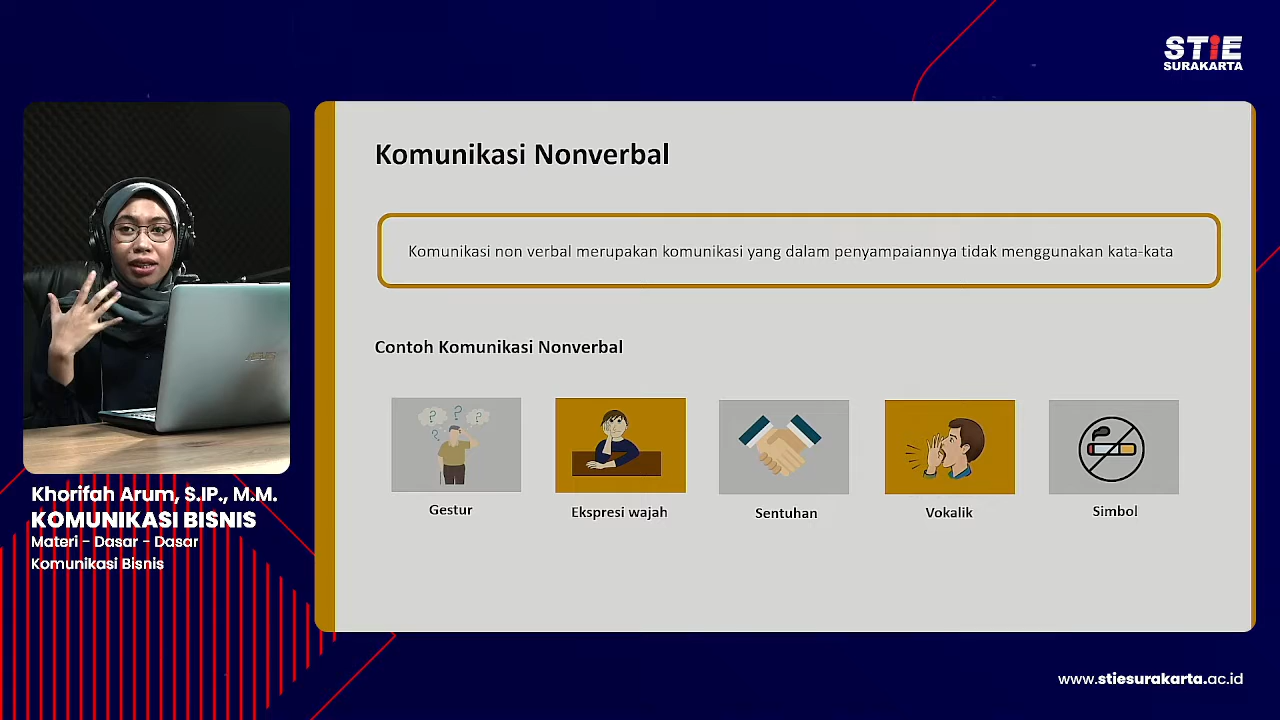 STiE
SURAKARTA
Komunikasi Nonverbal
Komunikasi non verbal merupakan komunikasi yang dalam penyampaiannya tidak menggunakan kata-kata
Contoh Komunikasi Nonverbal
? ? ?
?
Gestur
Ekspresi wajah
Sentuhan
Vokalik
Simbol
Khorifah Arum, S.IP., M.M.
KOMUNIKASI BISNIS
Materi - Dasar - Dasar
Komunikasi Bisnis
www.stiesurakarta.ac.id